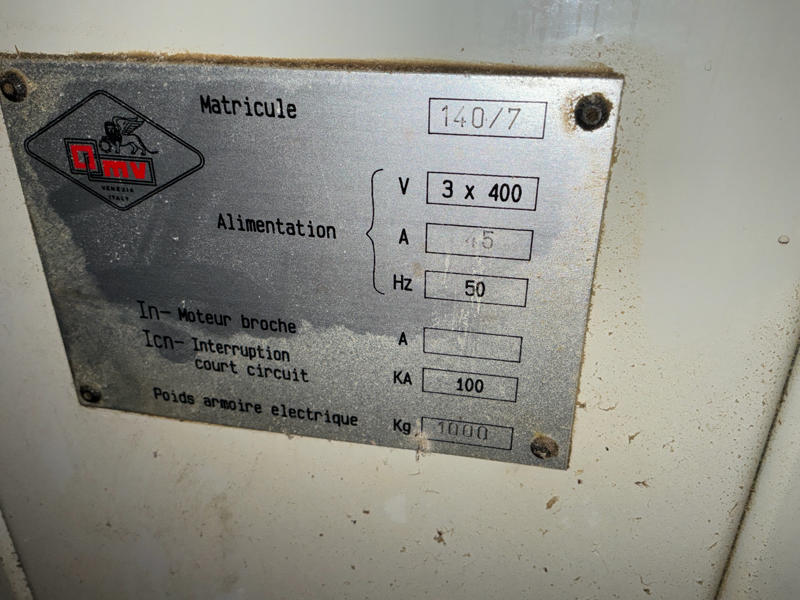 Matricule 140/7
omv
VENEZIA
ITALY
Alimentation
V 3 x 400
A
Hz 50
In- Moteur broche A
Icn- Interruption
court circuit KA 100
Poids armoire electrique Kg 1000